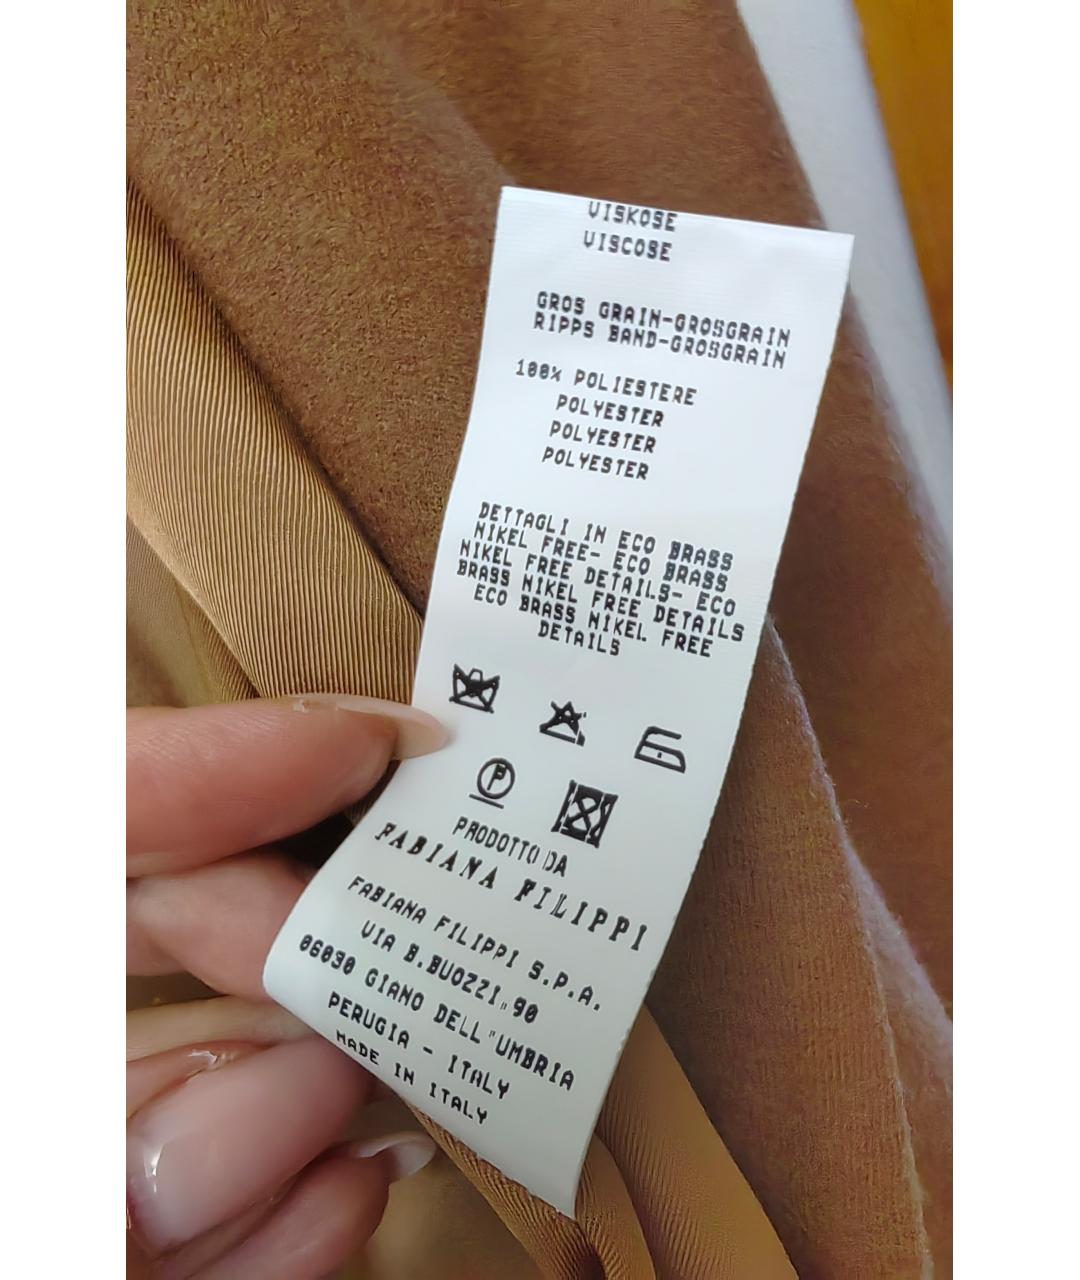 VISKOSE
VISCOSE
GROS GRAIN-GROSGRAIN
RIPPS BAND-GROSGRAIN
100% POLIESTERE
POLYESTER
POLYESTER
POLYESTER
DETTAGLI IN ECO BRASS
NIKEL FREE- ECO BRASS
NIKEL FREE DETAILS- ECO
BRASS NIKEL FREE DETAILS
ECO BRASS NIKEL FREE
DETAILS
P
PRODOTTO DA
FABIANA FILIPPI
FABIANA FILIPPI S.P.A.
VIA B.BUOZZI,90
06030 GIANO DELL"UMBRIA
PERUGIA - ITALY
MADE IN ITALY